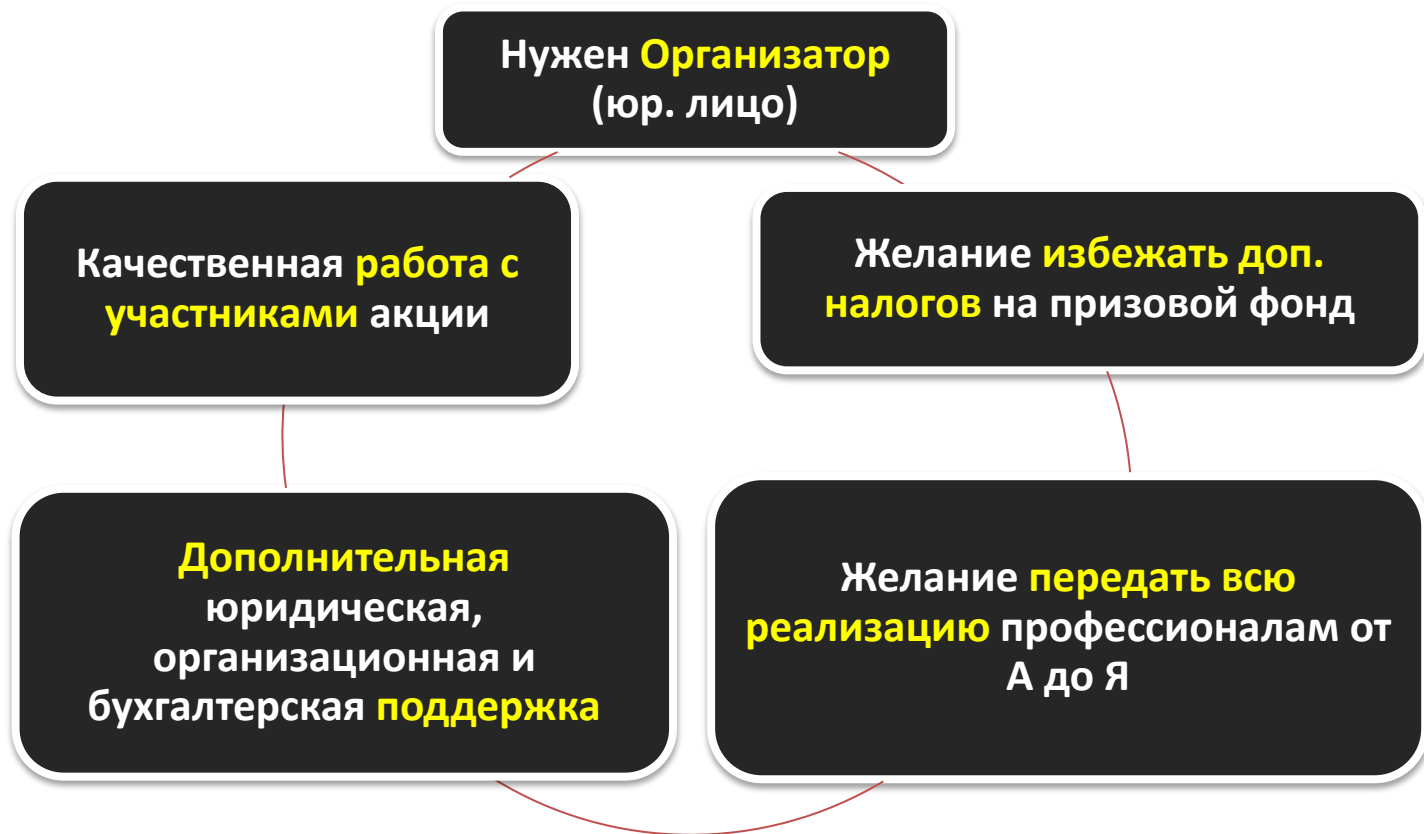 Нужен Организатор
(юр. лицо)
Качественная работа с
участниками акции
Желание избежать доп.
налогов на призовой фонд
Дополнительная
юридическая,
организационная и
бухгалтерская поддержка
Желание передать всю
реализацию профессионалам от
А до Я